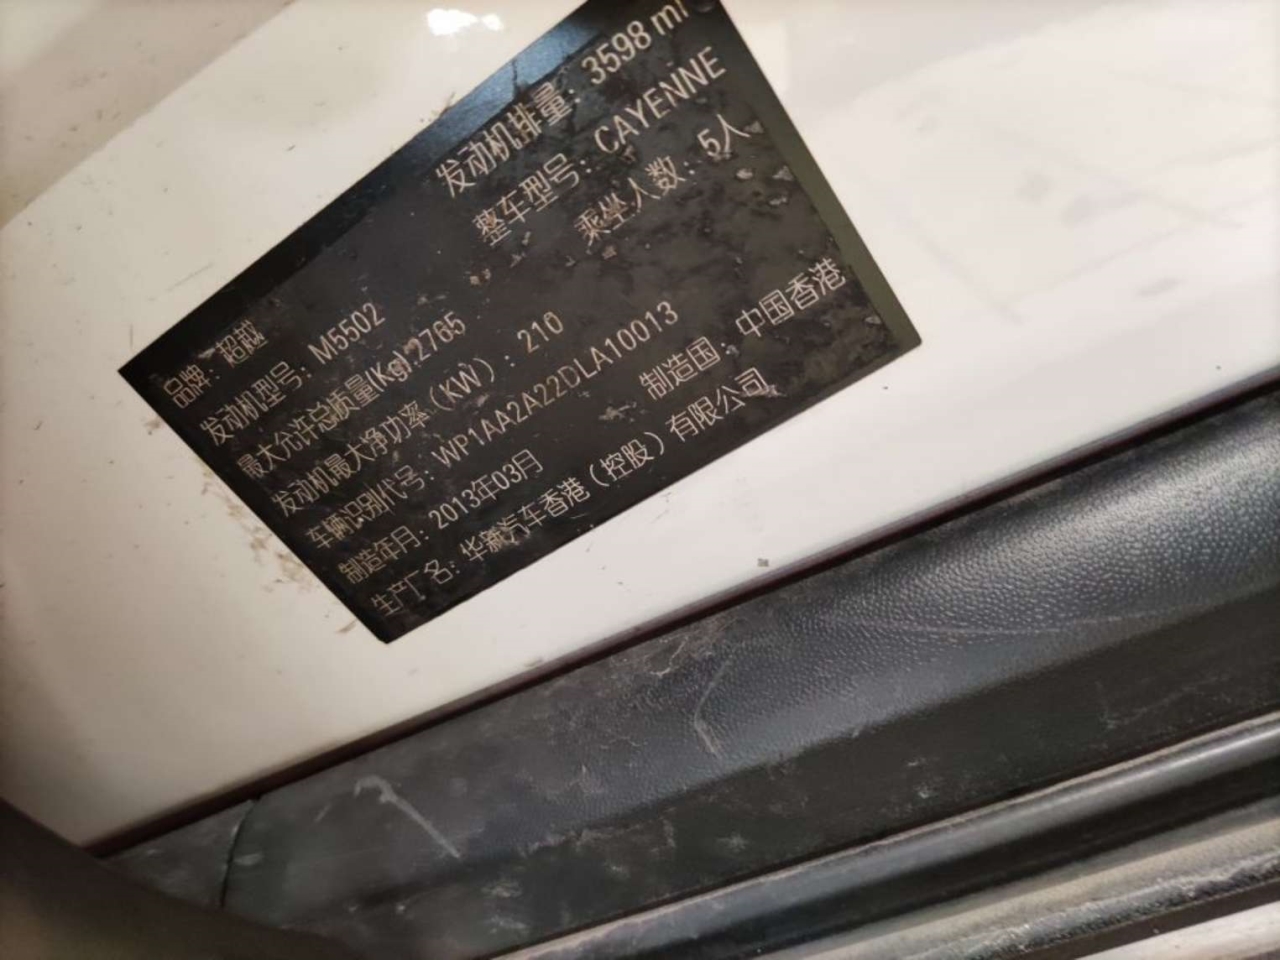 品牌：超越
发动机型号：M5502 发动机排量：3598 ml
最大允许总质量(Kg)：2765 整车型号：CAYENNE
发动机最大净功率（KW）：210 乘坐人数：5人
车辆识别代号：WP1AA2A22DLA10013
制造年月：2013年03月 制造国：中国香港
生产厂名：华瀛汽车香港（控股）有限公司